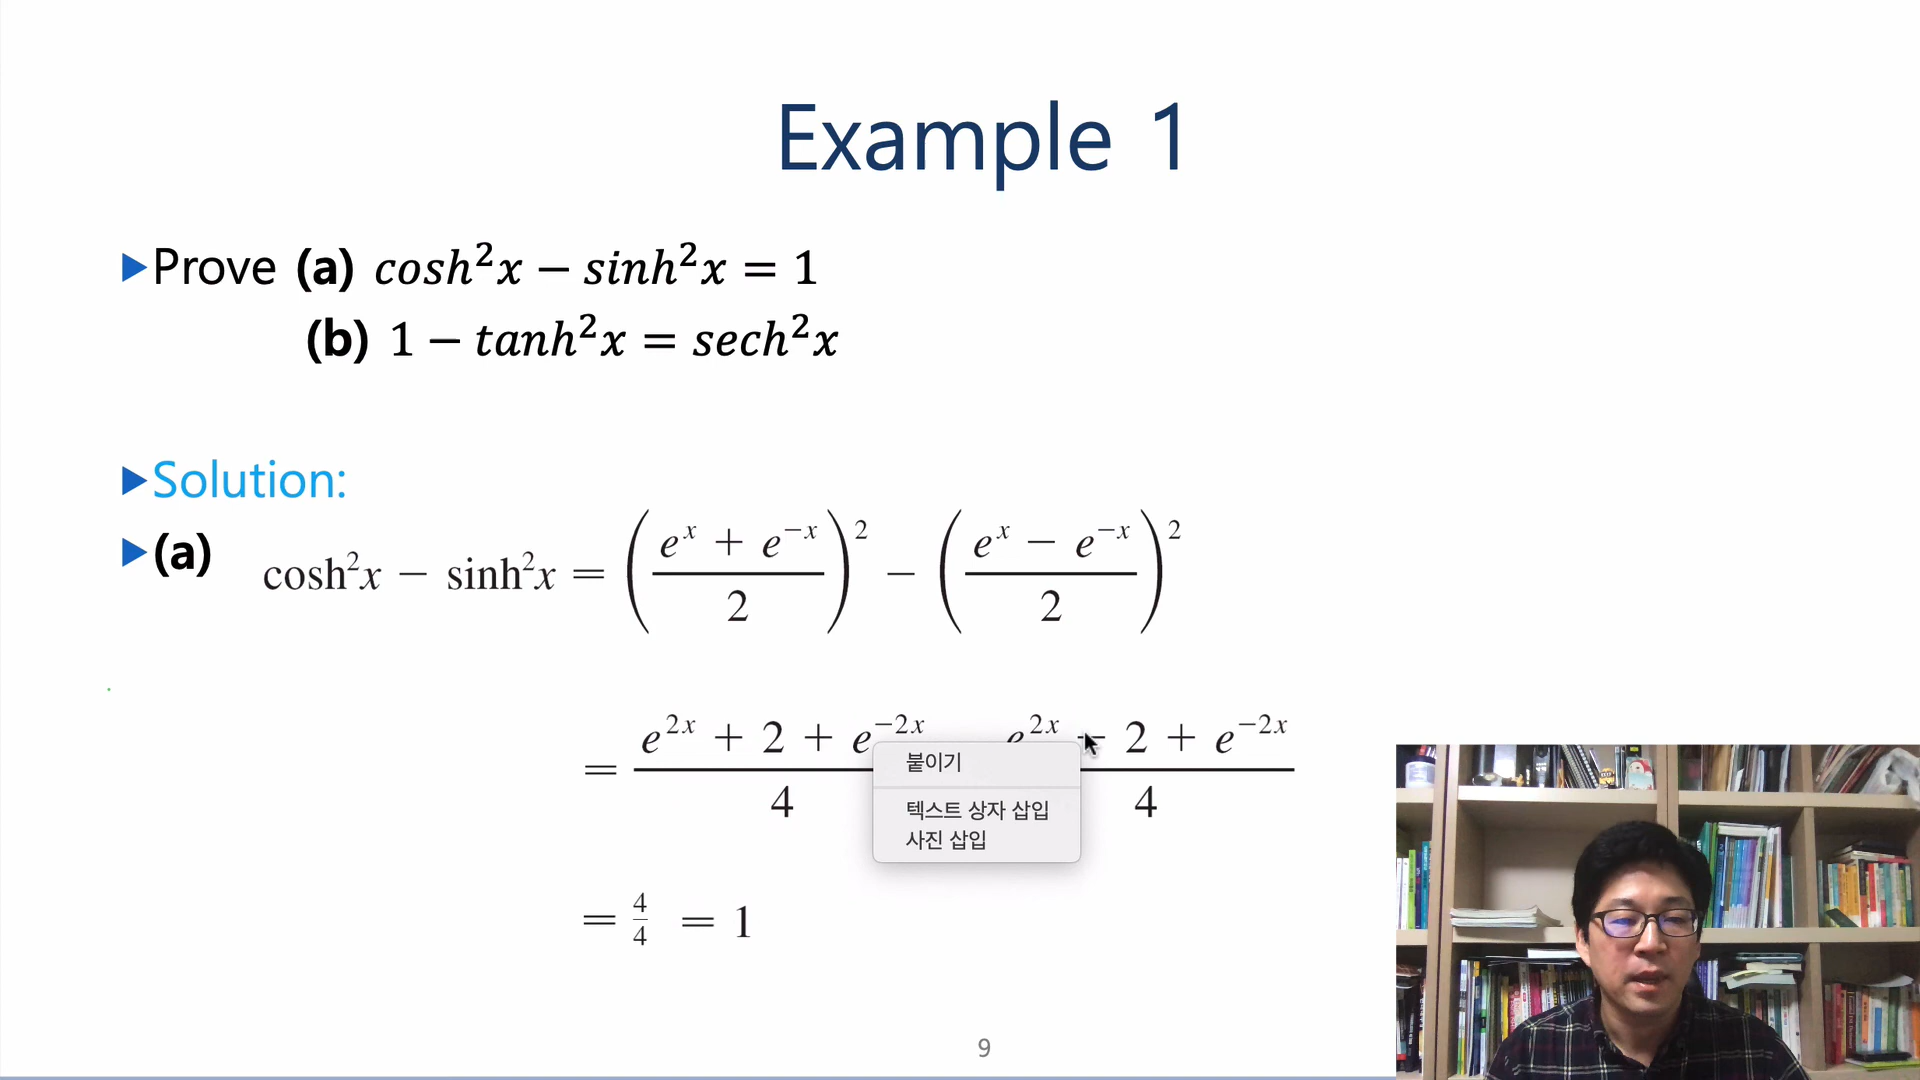 Example 1
▶Prove (a) cosh²x − sinh²x = 1
(b) 1 − tanh²x = sech²x
▶Solution:
▶(a) cosh²x − sinh²x = ((eˣ + e⁻ˣ)/2)² − ((eˣ − e⁻ˣ)/2)²
= (e²ˣ + 2 + e⁻²ˣ)/4 (e²ˣ − 2 + e⁻²ˣ)/4
붙이기
텍스트 상자 삽입
사진 삽입
= 4/4 = 1
9